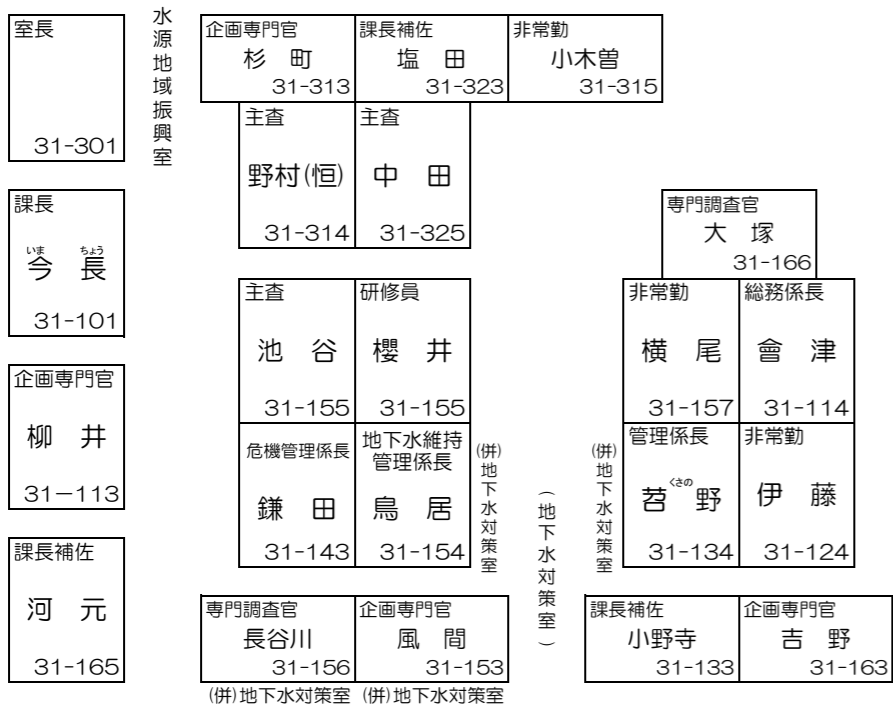 室長
31-301
水源地域振興室
企画専門官
杉 町
31-313
課長補佐
塩 田
31-323
非常勤
小木曽
31-315
主査
野村(恒)
31-314
主査
中 田
31-325
課長
いま ちょう
今 長
31-101
専門調査官
大 塚
31-166
主査
池 谷
31-155
研修員
櫻 井
31-155
非常勤
横 尾
31-157
総務係長
會 津
31-114
企画専門官
柳 井
31-113
危機管理係長
鎌 田
31-143
地下水維持
管理係長
鳥 居
31-154
(併)地下水対策室
(地下水対策室)
(併)地下水対策室
管理係長
くさの
苔 野
31-134
非常勤
伊 藤
31-124
課長補佐
河 元
31-165
専門調査官
長谷川
31-156
(併)地下水対策室
企画専門官
風 間
31-153
(併)地下水対策室
課長補佐
小野寺
31-133
企画専門官
吉 野
31-163